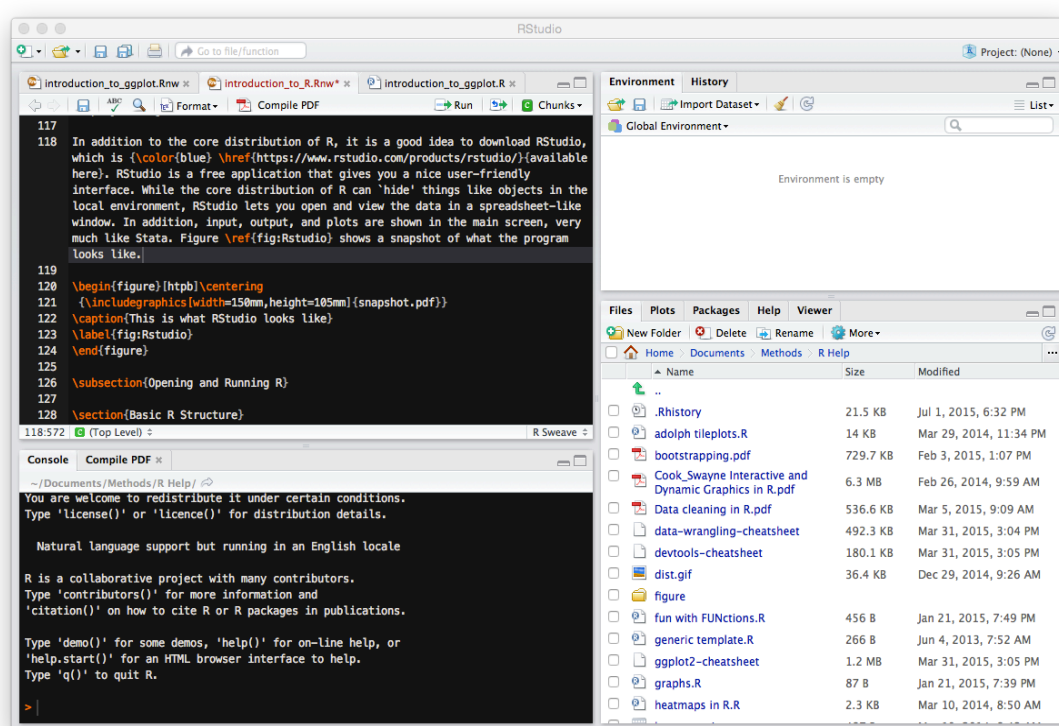 RStudio
Go to file/function
Project: (None)
introduction_to_ggplot.Rnw × introduction_to_R.Rnw* × introduction_to_ggplot.R ×
ABC Format Compile PDF Run Chunks
117
118 In addition to the core distribution of R, it is a good idea to download RStudio,
which is {\color{blue} \href{https://www.rstudio.com/products/rstudio/}{available
here}. RStudio is a free application that gives you a nice user-friendly
interface. While the core distribution of R can `hide' things like objects in the
local environment, RStudio lets you open and view the data in a spreadsheet-like
window. In addition, input, output, and plots are shown in the main screen, very
much like Stata. Figure \ref{fig:Rstudio} shows a snapshot of what the program
looks like.
119
120 \begin{figure}[htpb]\centering
121 {\includegraphics[width=150mm,height=105mm]{snapshot.pdf}}
122 \caption{This is what RStudio looks like}
123 \label{fig:Rstudio}
124 \end{figure}
125
126 \subsection{Opening and Running R}
127
128 \section{Basic R Structure}
118:572 C (Top Level) R Sweave
Console Compile PDF ×
~/Documents/Methods/R Help/
You are welcome to redistribute it under certain conditions.
Type 'license()' or 'licence()' for distribution details.
Natural language support but running in an English locale
R is a collaborative project with many contributors.
Type 'contributors()' for more information and
'citation()' on how to cite R or R packages in publications.
Type 'demo()' for some demos, 'help()' for on-line help, or
'help.start()' for an HTML browser interface to help.
Type 'q()' to quit R.
>
Environment History
Import Dataset List
Global Environment
Environment is empty
Files Plots Packages Help Viewer
New Folder Delete Rename More
Home Documents Methods R Help ...
Name Size Modified
..
.Rhistory 21.5 KB Jul 1, 2015, 6:32 PM
adolph tileplots.R 14 KB Mar 29, 2014, 11:34 PM
bootstrapping.pdf 729.7 KB Feb 3, 2015, 1:07 PM
Cook_Swayne Interactive and
Dynamic Graphics in R.pdf 6.3 MB Feb 26, 2014, 9:59 AM
Data cleaning in R.pdf 536.6 KB Mar 5, 2015, 9:09 AM
data-wrangling-cheatsheet 492.3 KB Mar 31, 2015, 3:04 PM
devtools-cheatsheet 180.1 KB Mar 31, 2015, 3:05 PM
dist.gif 36.4 KB Dec 29, 2014, 9:26 AM
figure
fun with FUNctions.R 456 B Jan 21, 2015, 7:49 PM
generic template.R 266 B Jun 4, 2013, 7:52 AM
ggplot2-cheatsheet 1.2 MB Mar 31, 2015, 3:05 PM
graphs.R 87 B Jan 21, 2015, 7:39 PM
heatmaps in R.R 2.3 KB Mar 10, 2014, 8:50 AM